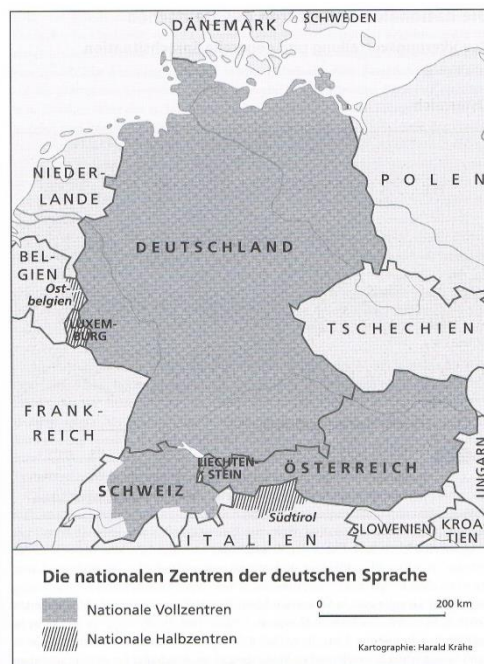 DÄNEMARK
SCHWEDEN
NIEDER-
LANDE
POLEN
DEUTSCHLAND
BEL-
GIEN
Ost-
belgien
LUXEM-
BURG
TSCHECHIEN
FRANK-
REICH
LIECHTEN-
STEIN
ÖSTERREICH
UNGARN
SCHWEIZ
Südtirol
SLOWENIEN
KROA
TIEN
ITALIEN
Die nationalen Zentren der deutschen Sprache
Nationale Vollzentren
0 200 km
Nationale Halbzentren
Kartographie: Harald Krähe